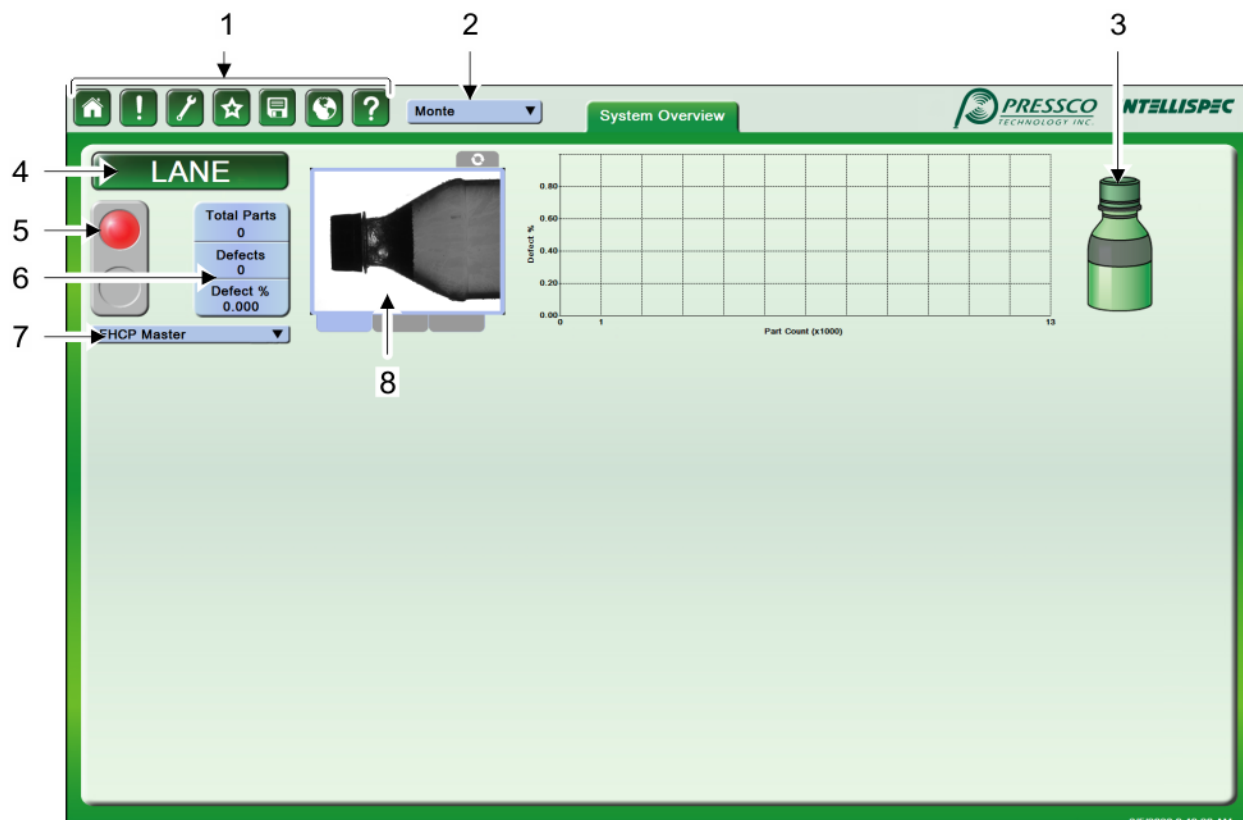 1
2
3
Monte
System Overview
PRESSCO
TECHNOLOGY INC.
NTELLISPEC
4
LANE
5
Total Parts
0
Defects
0
6
Defect %
0.000
7
FHCP Master
8
Defect %
0.80
0.60
0.40
0.20
0.00
0
1
13
Part Count (x1000)